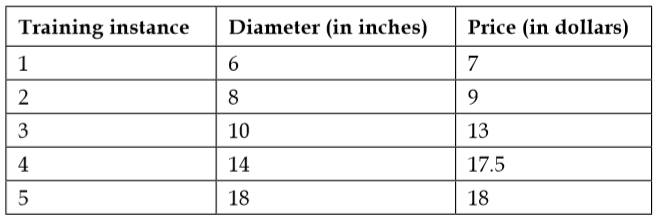 Training instance Diameter (in inches) Price (in dollars)
1 6 7
2 8 9
3 10 13
4 14 17.5
5 18 18